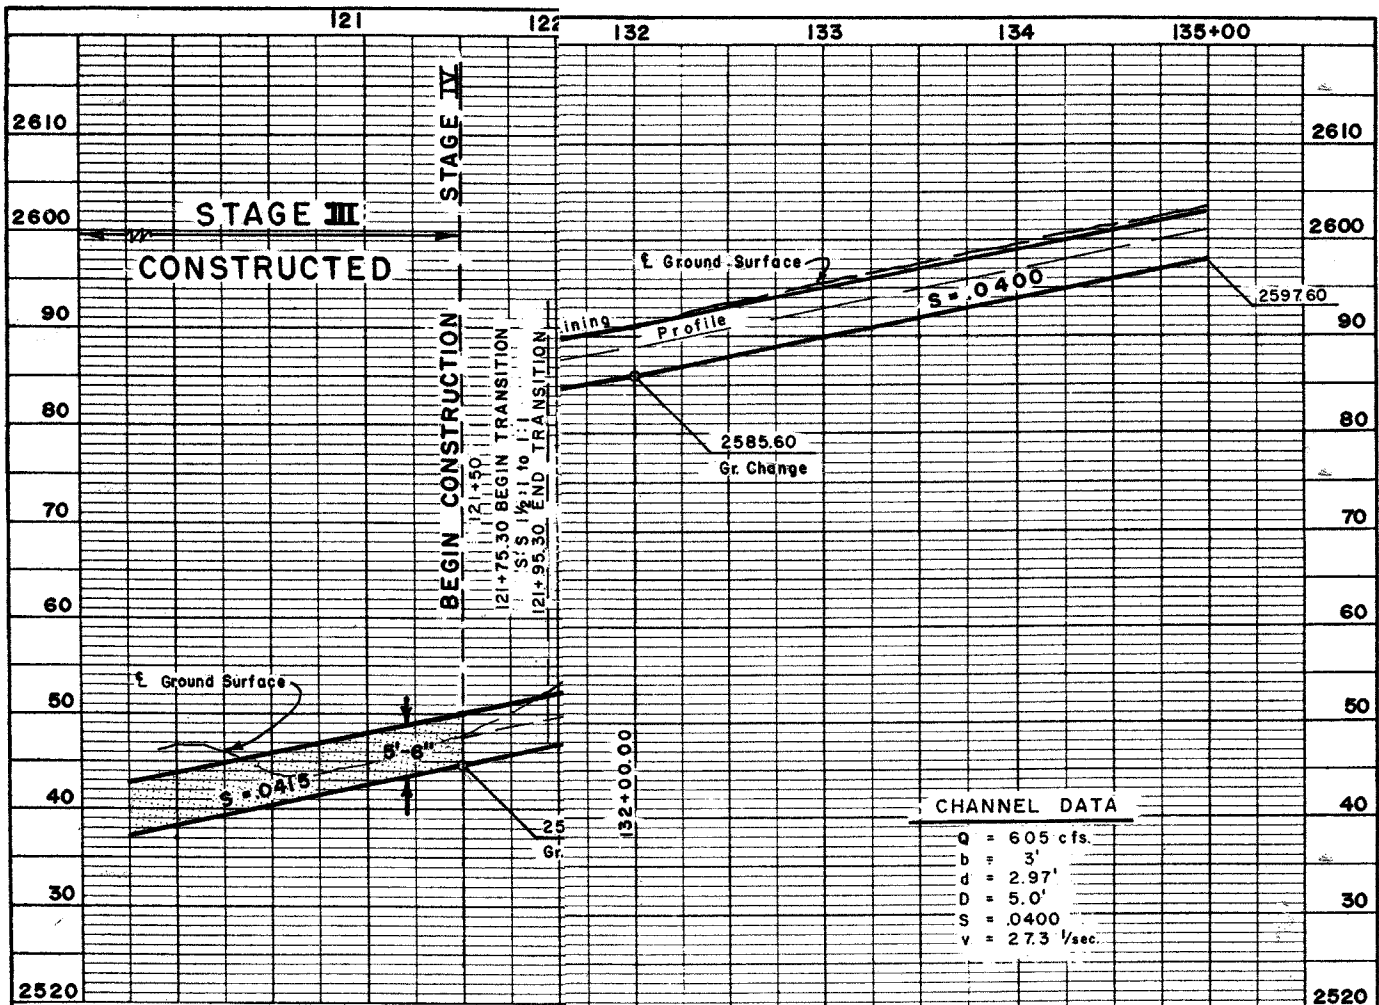 121
122
132
133
134
135+00
2610
2600
90
80
70
60
50
40
30
2520
STAGE III
CONSTRUCTED
STAGE IV
BEGIN CONSTRUCTION
121+50
121+75.30 BEGIN TRANSITION
S'S 1½:1 to 1:1
121+95.30 END TRANSITION
℄ Ground Surface
S = .0415
5'-6"
25
Gr.
℄ Ground Surface
ining
Profile
S = .0400
2597.60
2585.60
Gr. Change
132+00.00
CHANNEL DATA
Q = 605 cfs.
b = 3'
d = 2.97'
D = 5.0'
S = .0400
v = 27.3 '/sec.
2610
2600
90
80
70
60
50
40
30
2520